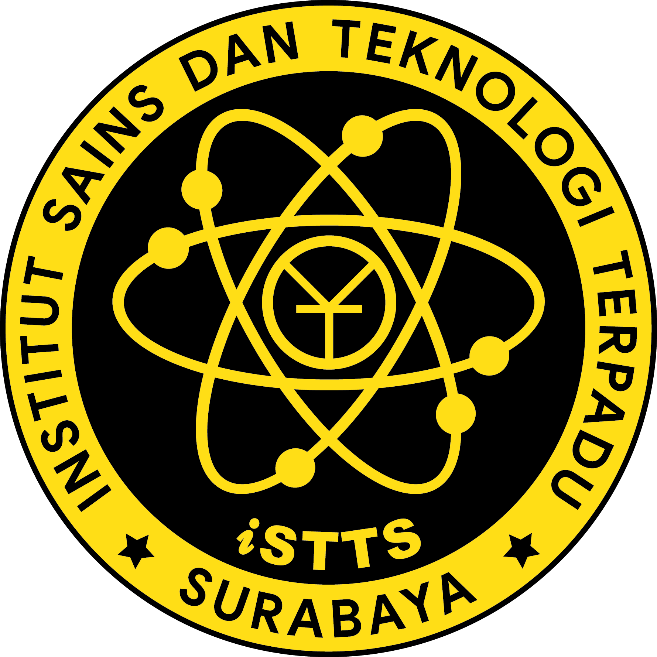 INSTITUT SAINS DAN TEKNOLOGI TERPADU
iSTTS
SURABAYA